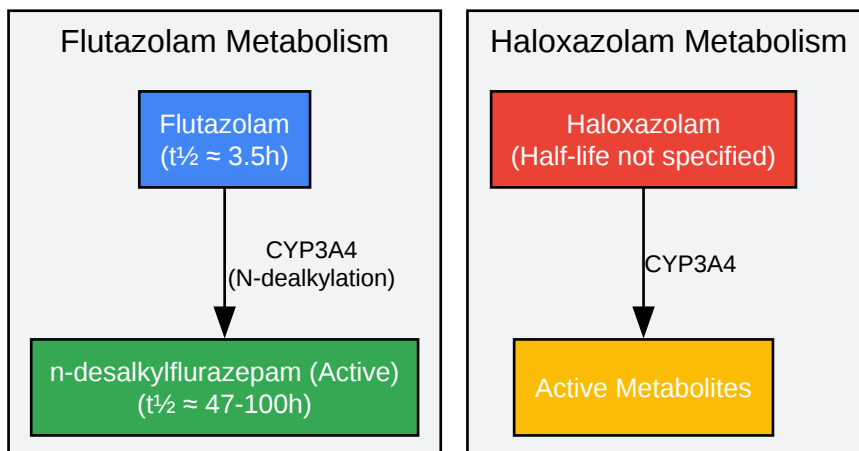 Flutazolam Metabolism
Flutazolam
(t½ ≈ 3.5h)
CYP3A4
(N-dealkylation)
n-desalkylflurazepam (Active)
(t½ ≈ 47-100h)
Haloxazolam Metabolism
Haloxazolam
(Half-life not specified)
CYP3A4
Active Metabolites